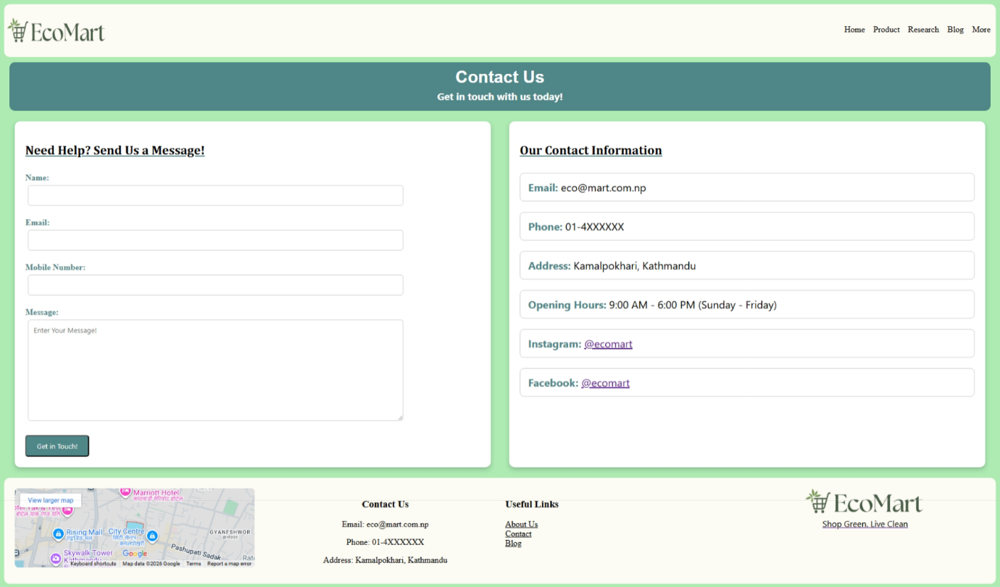 EcoMart
Home Product Research Blog More
Contact Us
Get in touch with us today!
Need Help? Send Us a Message!
Name:
Email:
Mobile Number:
Message:
Enter Your Message!
Get in Touch!
Our Contact Information
Email: eco@mart.com.np
Phone: 01-4XXXXXX
Address: Kamalpokhari, Kathmandu
Opening Hours: 9:00 AM - 6:00 PM (Sunday - Friday)
Instagram: @ecomart
Facebook: @ecomart
View larger map
Marriott Hotel
Rising Mall
City Centre
सिटी सेन्टर -
GYANESHWOR
ज्ञानेश्वर
Pashupati Sadak
Skywalk Tower
Kathmandu
Google
Keyboard shortcuts
Map data ©2026 Google
Terms
Report a map error
Contact Us
Email: eco@mart.com.np
Phone: 01-4XXXXXX
Address: Kamalpokhari, Kathmandu
Useful Links
About Us
Contact
Blog
EcoMart
Shop Green. Live Clean